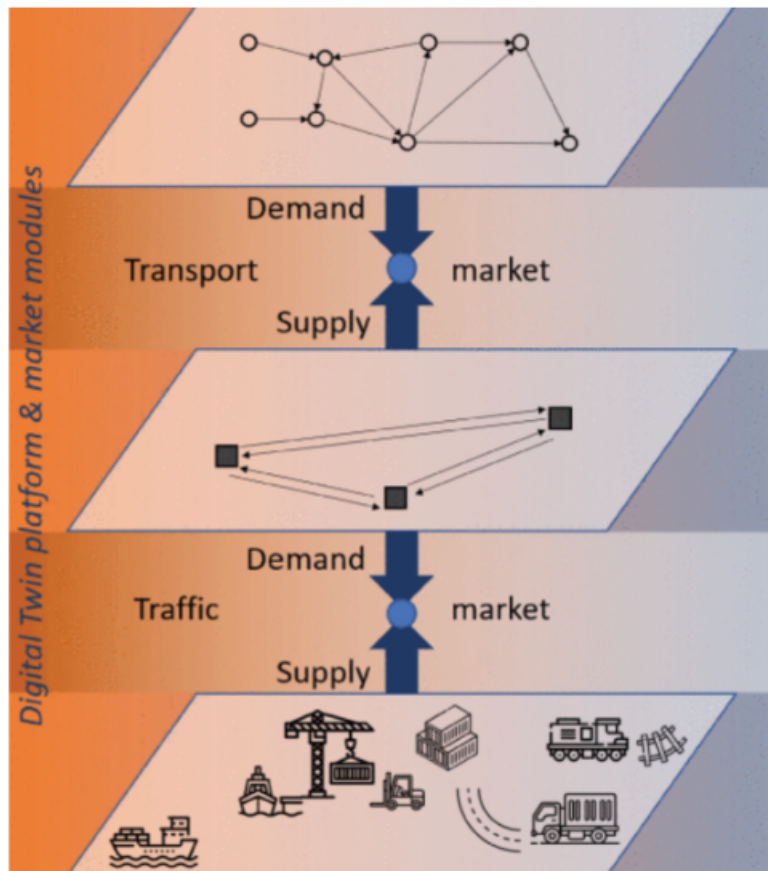 Digital Twin platform & market modules
Demand
Transport market
Supply
Demand
Traffic market
Supply